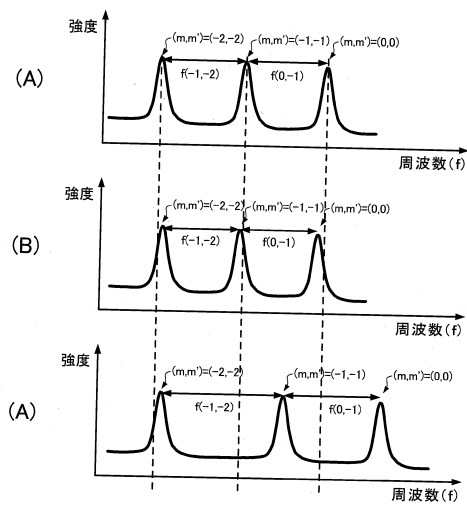 強度
(m,m')=(-2,-2) (m,m')=(-1,-1) (m,m')=(0,0)
(A)
f(-1,-2) f(0,-1)
周波数(f)
強度
(m,m')=(-2,-2) (m,m')=(-1,-1) (m,m')=(0,0)
f(-1,-2) f(0,-1)
(B)
周波数(f)
強度
(m,m')=(-2,-2) (m,m')=(-1,-1) (m,m')=(0,0)
(A)
f(-1,-2) f(0,-1)
周波数(f)